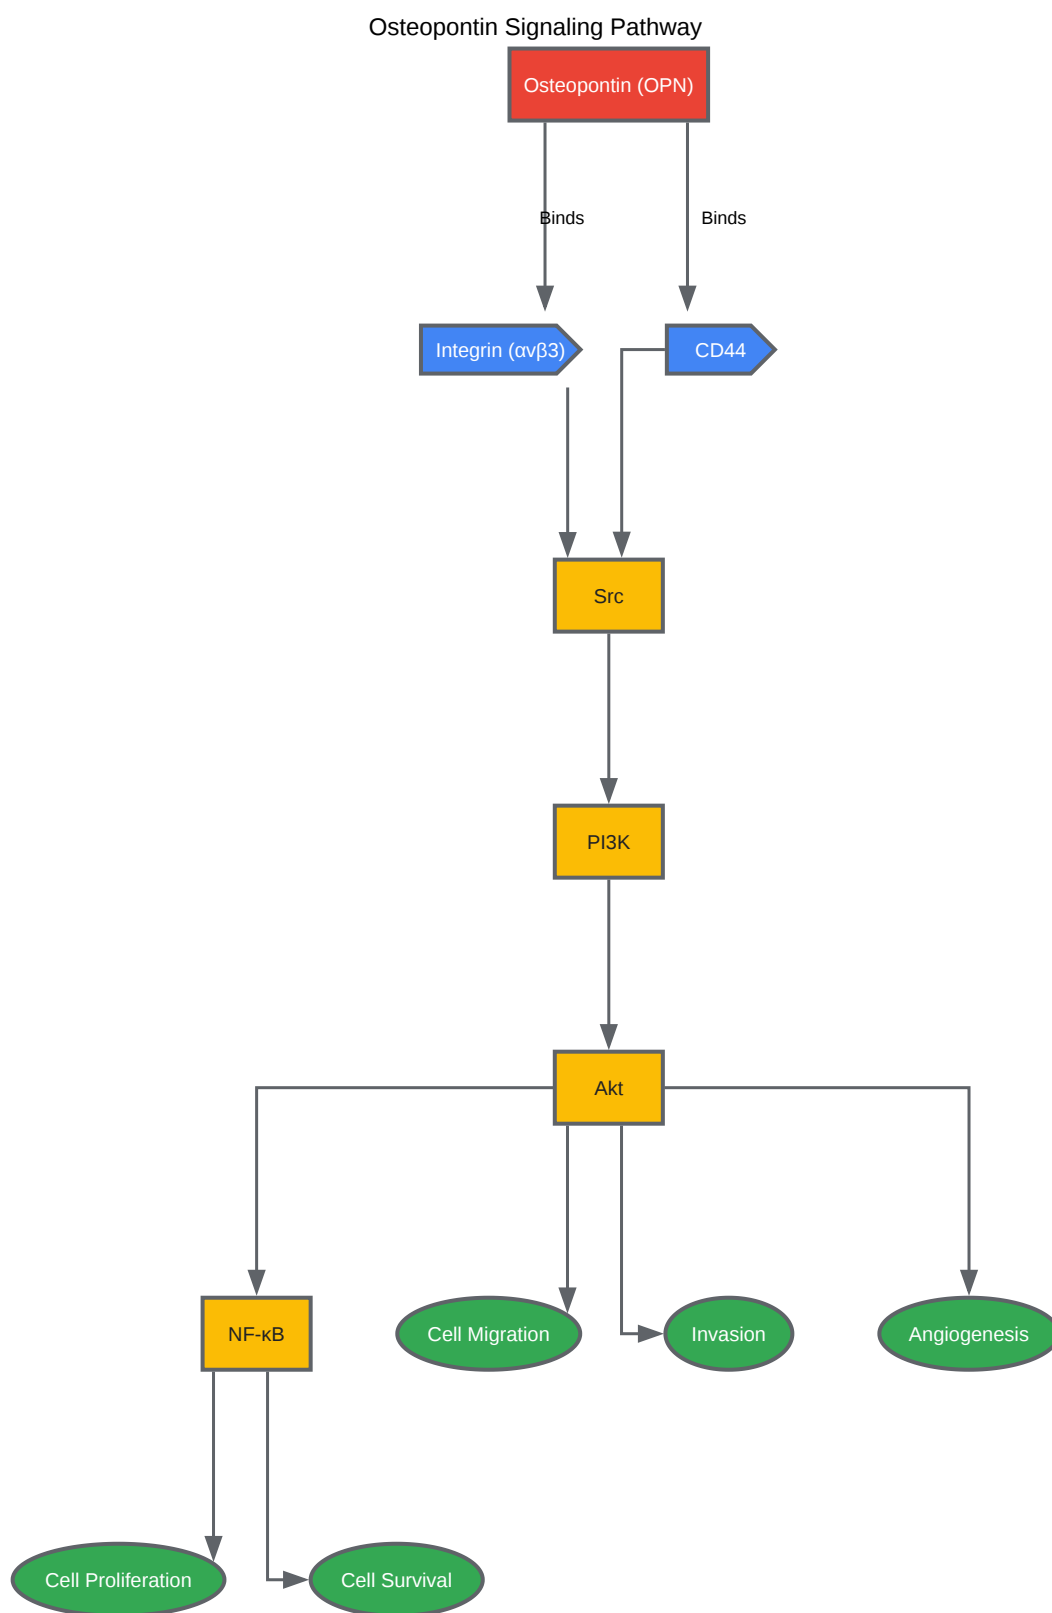 Osteopontin Signaling Pathway
Osteopontin (OPN)
Binds
Binds
Integrin (αvβ3)
CD44
Src
PI3K
Akt
NF-κB
Cell Migration
Invasion
Angiogenesis
Cell Proliferation
Cell Survival